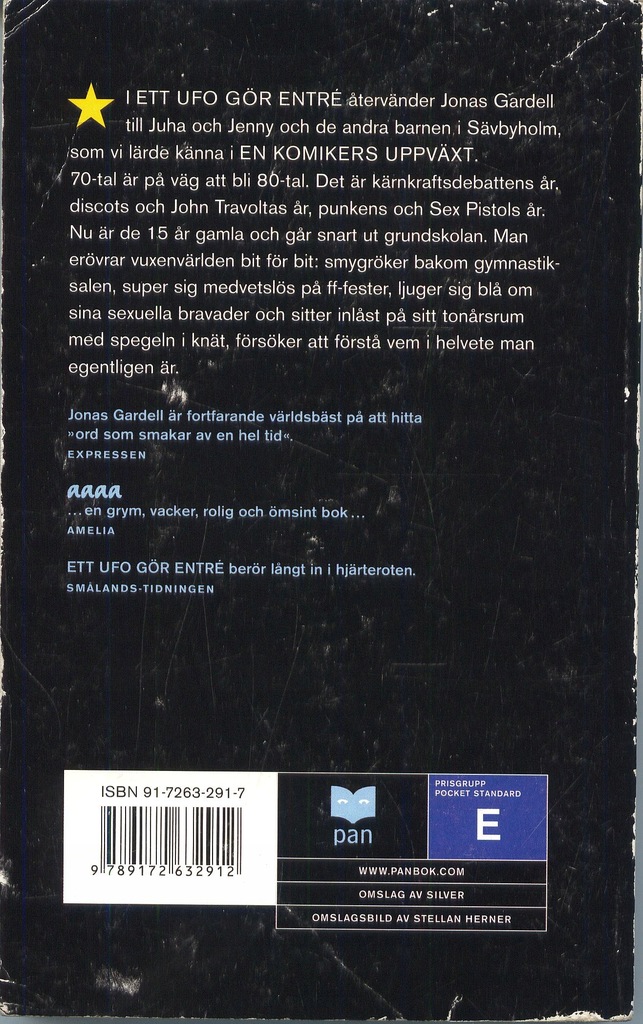 I ETT UFO GÖR ENTRÉ återvänder Jonas Gardell
till Juha och Jenny och de andra barnen i Sävbyholm,
som vi lärde känna i EN KOMIKERS UPPVÄXT.
70-tal är på väg att bli 80-tal. Det är kärnkraftsdebattens år,
discots och John Travoltas år, punkens och Sex Pistols år.
Nu är de 15 år gamla och går snart ut grundskolan. Man
erövrar vuxenvärlden bit för bit: smygröker bakom gymnastik-
salen, super sig medvetslös på ff-fester, ljuger sig blå om
sina sexuella bravader och sitter inlåst på sitt tonårsrum
med spegeln i knät, försöker att förstå vem i helvete man
egentligen är.
Jonas Gardell är fortfarande världsbäst på att hitta
»ord som smakar av en hel tid«.
EXPRESSEN
aaaa
...en grym, vacker, rolig och ömsint bok...
AMELIA
ETT UFO GÖR ENTRÉ berör långt in i hjärteroten.
SMÅLANDS-TIDNINGEN
ISBN 91-7263-291-7
9 789172 632912
pan
PRISGRUPP
POCKET STANDARD
E
WWW.PANBOK.COM
OMSLAG AV SILVER
OMSLAGSBILD AV STELLAN HERNER